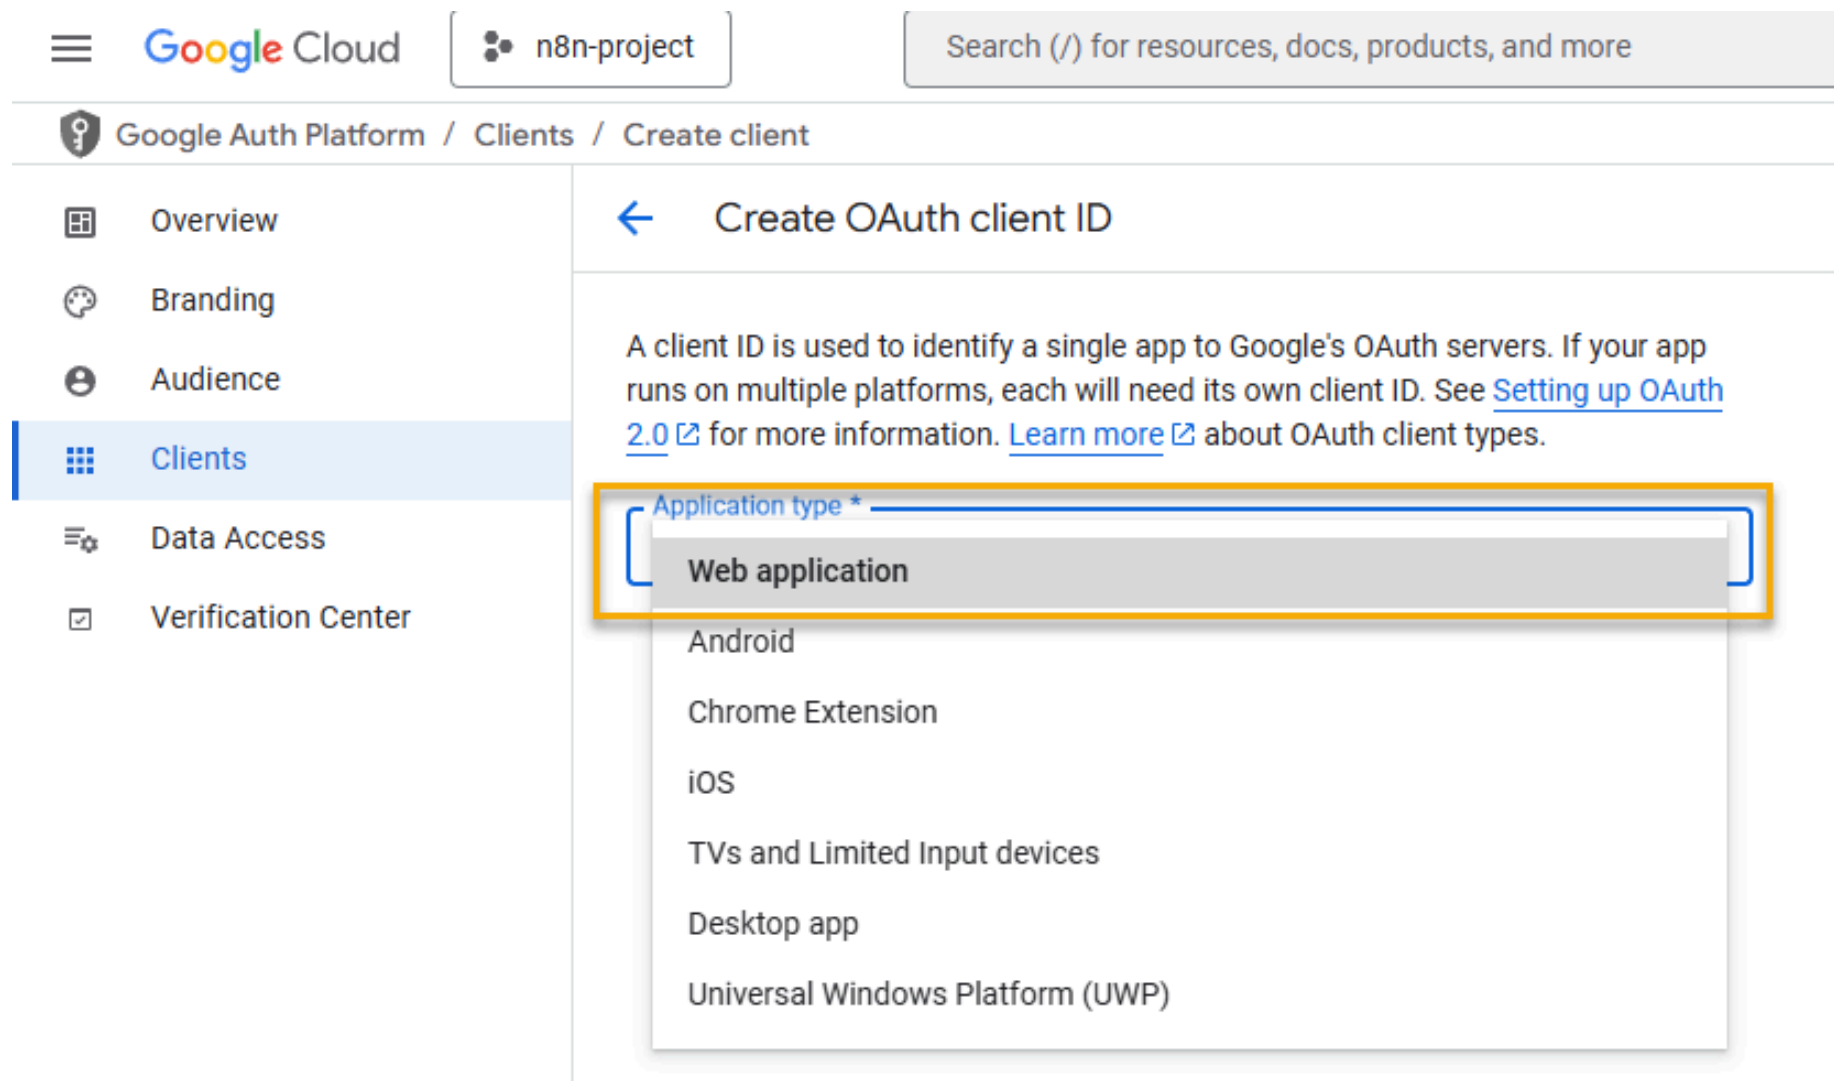 Google Cloud
n8n-project
Search (/) for resources, docs, products, and more
Google Auth Platform / Clients / Create client
Overview
Branding
Audience
Clients
Data Access
Verification Center
Create OAuth client ID
A client ID is used to identify a single app to Google's OAuth servers. If your app
runs on multiple platforms, each will need its own client ID. See Setting up OAuth
2.0 for more information. Learn more about OAuth client types.
Application type *
Web application
Android
Chrome Extension
iOS
TVs and Limited Input devices
Desktop app
Universal Windows Platform (UWP)